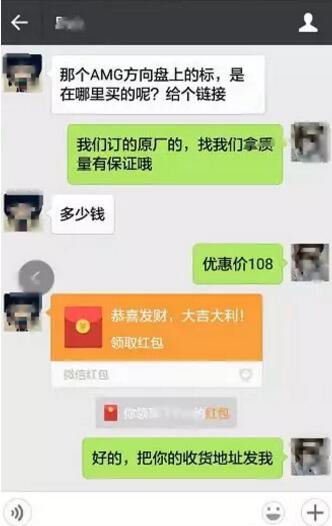 那个AMG方向盘上的标，是
在哪里买的呢？给个链接
我们订的原厂的，找我们拿质
量有保证哦
多少钱
优惠价108
恭喜发财，大吉大利！
领取红包
微信红包
你领取了
的红包
好的，把你的收货地址发我